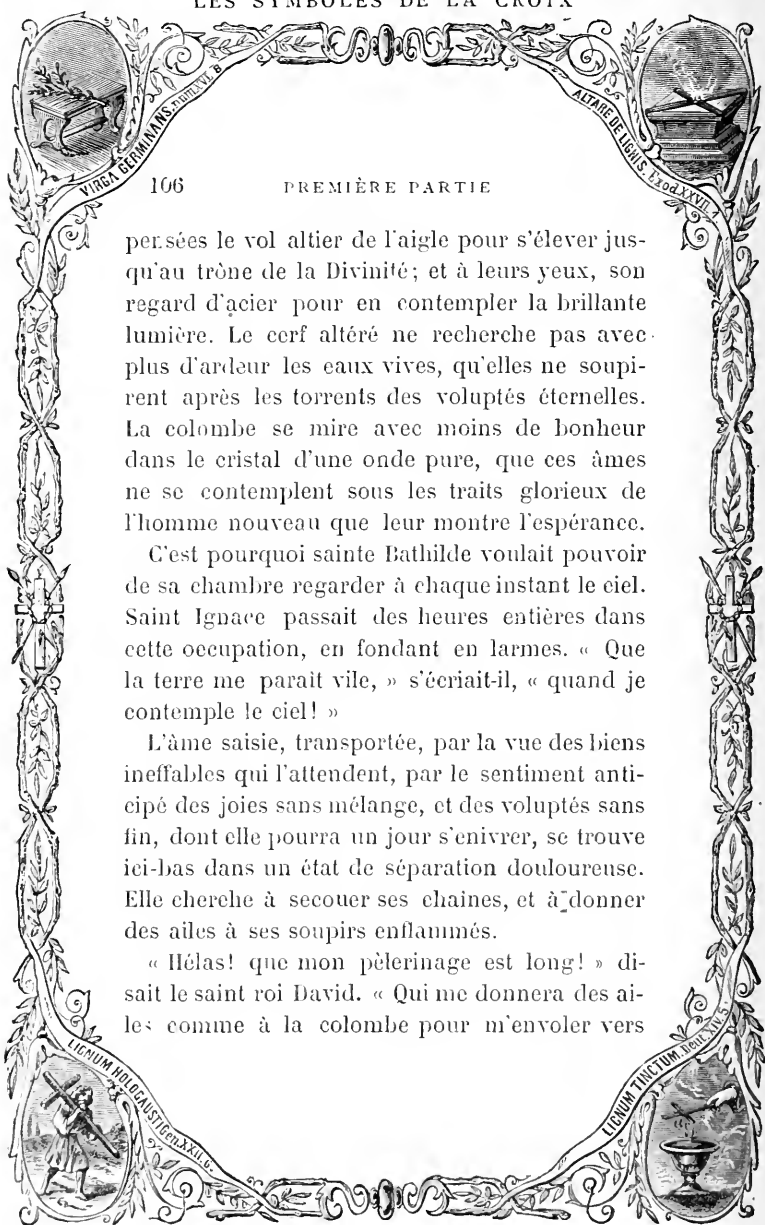 LES SYMBOLES DE LA CROIX
VIRGA GERMINANS. num. XVI. 8
ALTARE DE LIGNIS. Exod. XXVII. 1
106 PREMIÈRE PARTIE
pensées le vol altier de l'aigle pour s'élever jus-
qu'au trône de la Divinité; et à leurs yeux, son
regard d'acier pour en contempler la brillante
lumière. Le cerf altéré ne recherche pas avec
plus d'ardeur les eaux vives, qu'elles ne soupi-
rent après les torrents des voluptés éternelles.
La colombe se mire avec moins de bonheur
dans le cristal d'une onde pure, que ces âmes
ne se contemplent sous les traits glorieux de
l'homme nouveau que leur montre l'espérance.
C'est pourquoi sainte Bathilde voulait pouvoir
de sa chambre regarder à chaque instant le ciel.
Saint Ignace passait des heures entières dans
cette occupation, en fondant en larmes. « Que
la terre me paraît vile, » s'écriait-il, « quand je
contemple le ciel! »
L'âme saisie, transportée, par la vue des biens
ineffables qui l'attendent, par le sentiment anti-
cipé des joies sans mélange, et des voluptés sans
fin, dont elle pourra un jour s'enivrer, se trouve
ici-bas dans un état de séparation douloureuse.
Elle cherche à secouer ses chaînes, et à donner
des ailes à ses soupirs enflammés.
« Hélas! que mon pèlerinage est long! » di-
sait le saint roi David. « Qui me donnera des ai-
les comme à la colombe pour m'envoler vers
LIGNUM HOLOCAUSTI Gen. XXII. 6.
LIGNUM TINCTUM. Deut. XIV. 5